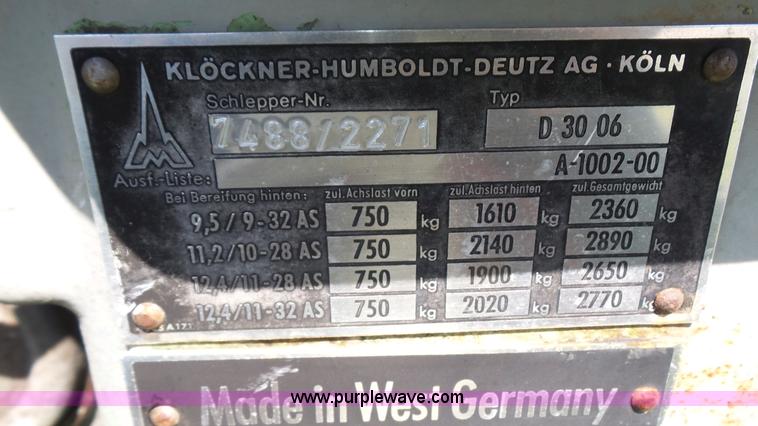 KLÖCKNER-HUMBOLDT-DEUTZ AG · KÖLN
Schlepper-Nr. Typ
7488/2271 D 30 06
Ausf.-Liste: A-1002-00
Bei Bereifung hinten: zul. Achslast vorn zul. Achslast hinten zul. Gesamtgewicht
9,5 / 9-32 AS 750 kg 1610 kg 2360 kg
11,2/10-28 AS 750 kg 2140 kg 2890 kg
12,4/11-28 AS 750 kg 1900 kg 2650 kg
12,4/11-32 AS 750 kg 2020 kg 2770 kg
A171
Made in West Germany
www.purplewave.com